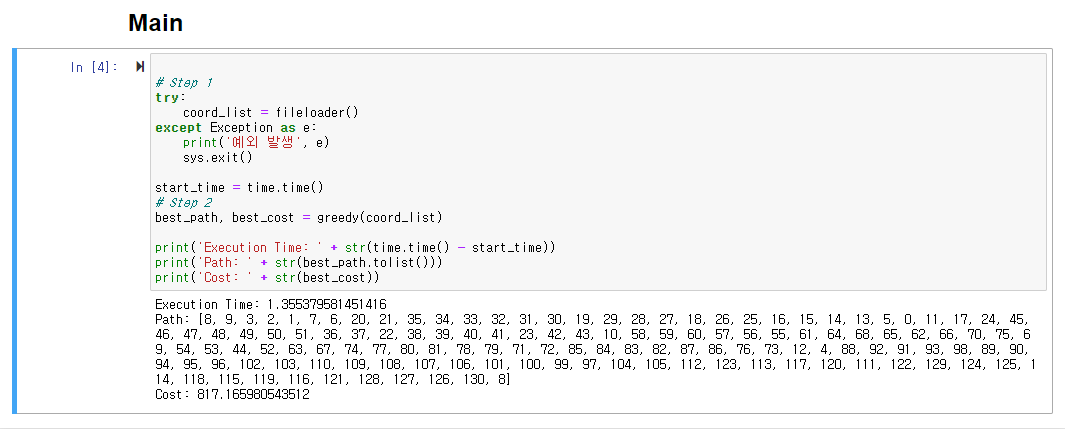 Main
In [4]:
# Step 1
try:
    coord_list = fileloader()
except Exception as e:
    print('예외 발생', e)
    sys.exit()
start_time = time.time()
# Step 2
best_path, best_cost = greedy(coord_list)
print('Execution Time: ' + str(time.time() - start_time))
print('Path: ' + str(best_path.tolist()))
print('Cost: ' + str(best_cost))
Execution Time: 1.355379581451416
Path: [8, 9, 3, 2, 1, 7, 6, 20, 21, 35, 34, 33, 32, 31, 30, 19, 29, 28, 27, 18, 26, 25, 16, 15, 14, 13, 5, 0, 11, 17, 24, 45,
46, 47, 48, 49, 50, 51, 36, 37, 22, 38, 39, 40, 41, 23, 42, 43, 10, 58, 59, 60, 57, 56, 55, 61, 64, 68, 65, 62, 66, 70, 75, 6
9, 54, 53, 44, 52, 63, 67, 74, 77, 80, 81, 78, 79, 71, 72, 85, 84, 83, 82, 87, 86, 76, 73, 12, 4, 88, 92, 91, 93, 98, 89, 90,
94, 95, 96, 102, 103, 110, 109, 108, 107, 106, 101, 100, 99, 97, 104, 105, 112, 123, 113, 117, 120, 111, 122, 129, 124, 125, 1
14, 118, 115, 119, 116, 121, 128, 127, 126, 130, 8]
Cost: 817.165980543512